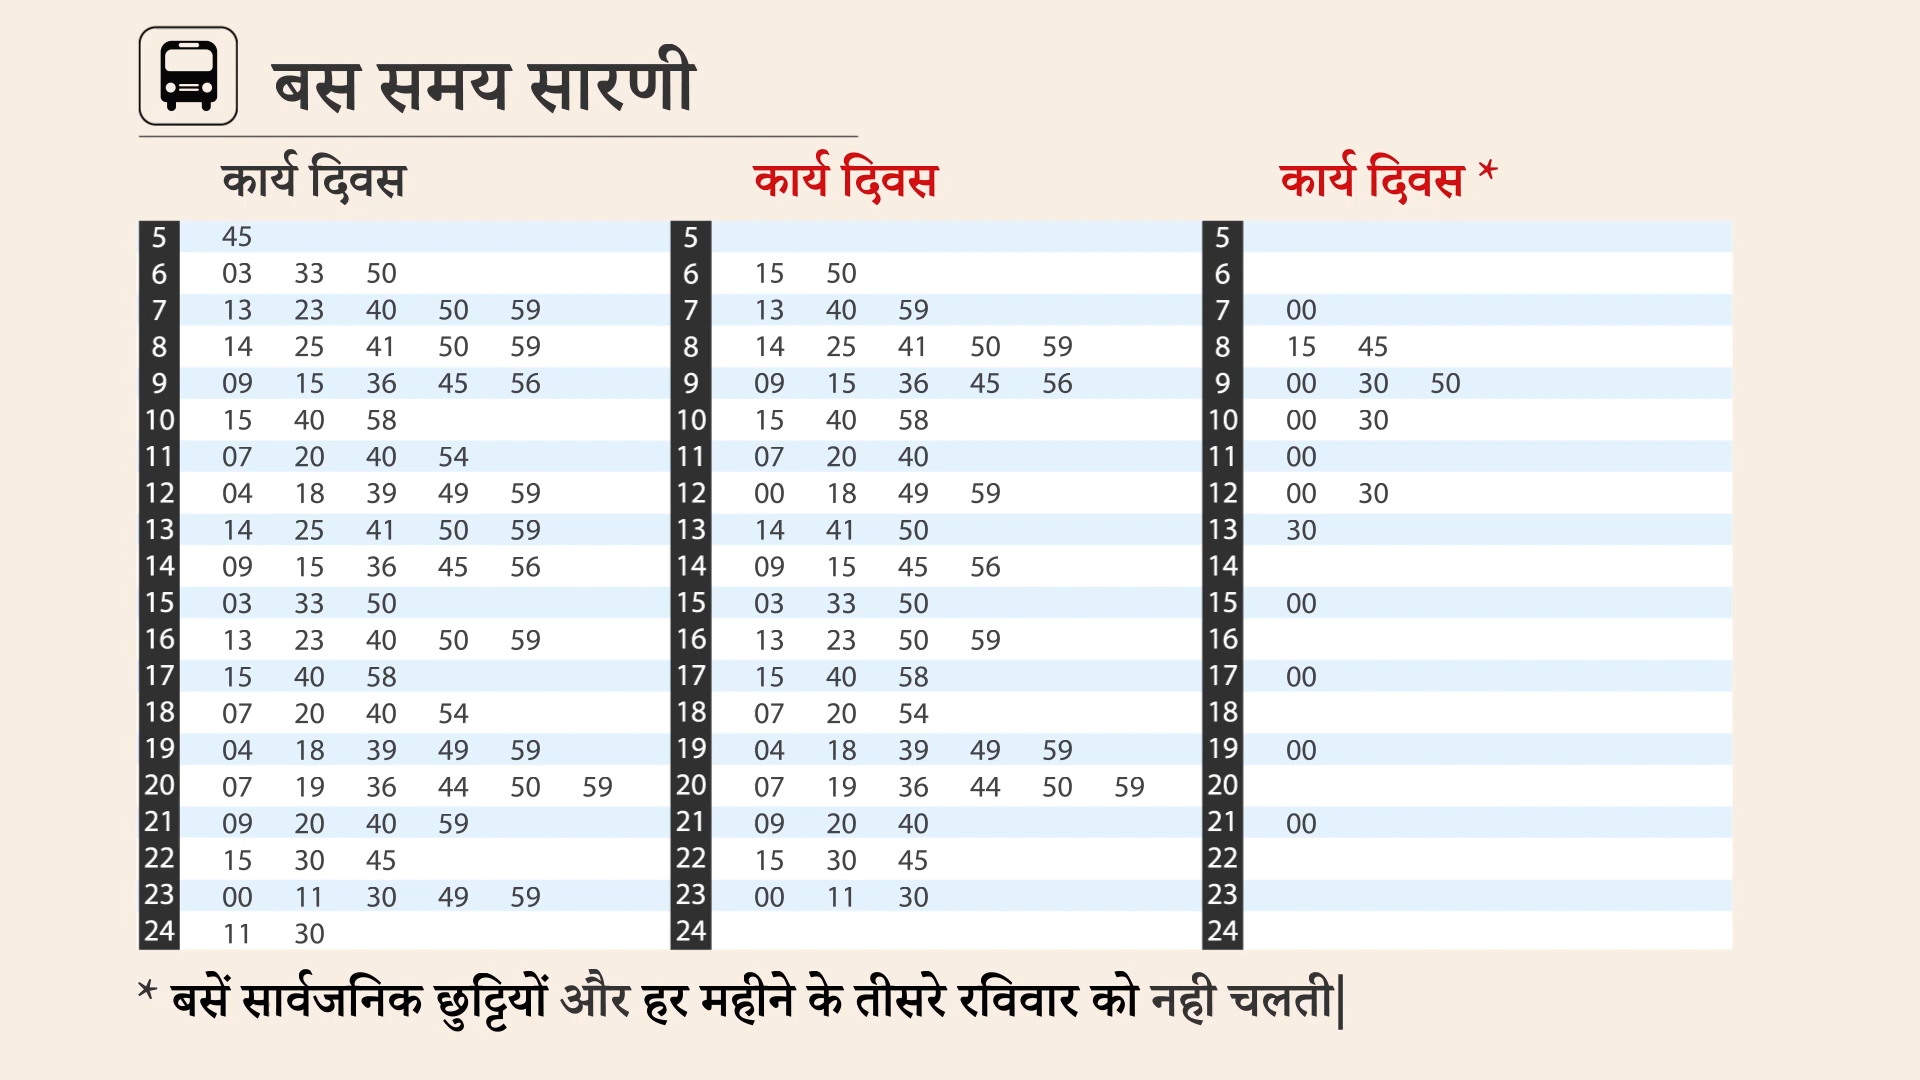 बस समय सारणी
कार्य दिवस कार्य दिवस कार्य दिवस *
5 45 5 5
6 03 33 50 6 15 50 6
7 13 23 40 50 59 7 13 40 59 7 00
8 14 25 41 50 59 8 14 25 41 50 59 8 15 45
9 09 15 36 45 56 9 09 15 36 45 56 9 00 30 50
10 15 40 58 10 15 40 58 10 00 30
11 07 20 40 54 11 07 20 40 11 00
12 04 18 39 49 59 12 00 18 49 59 12 00 30
13 14 25 41 50 59 13 14 41 50 13 30
14 09 15 36 45 56 14 09 15 45 56 14
15 03 33 50 15 03 33 50 15 00
16 13 23 40 50 59 16 13 23 50 59 16
17 15 40 58 17 15 40 58 17 00
18 07 20 40 54 18 07 20 54 18
19 04 18 39 49 59 19 04 18 39 49 59 19 00
20 07 19 36 44 50 59 20 07 19 36 44 50 59 20
21 09 20 40 59 21 09 20 40 21 00
22 15 30 45 22 15 30 45 22
23 00 11 30 49 59 23 00 11 30 23
24 11 30 24 24
* बसें सार्वजनिक छुट्टियों और हर महीने के तीसरे रविवार को नही चलती|